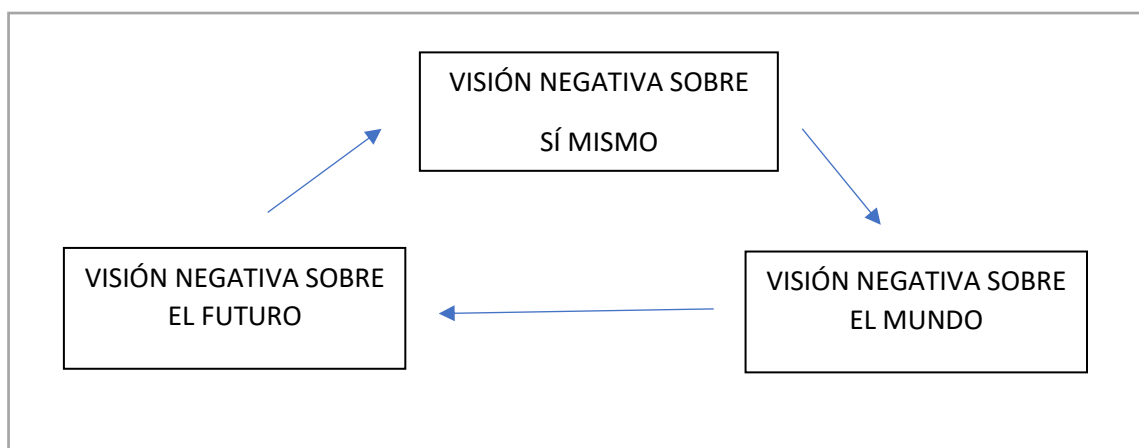 VISIÓN NEGATIVA SOBRE
SÍ MISMO
VISIÓN NEGATIVA SOBRE
EL FUTURO
VISIÓN NEGATIVA SOBRE
EL MUNDO